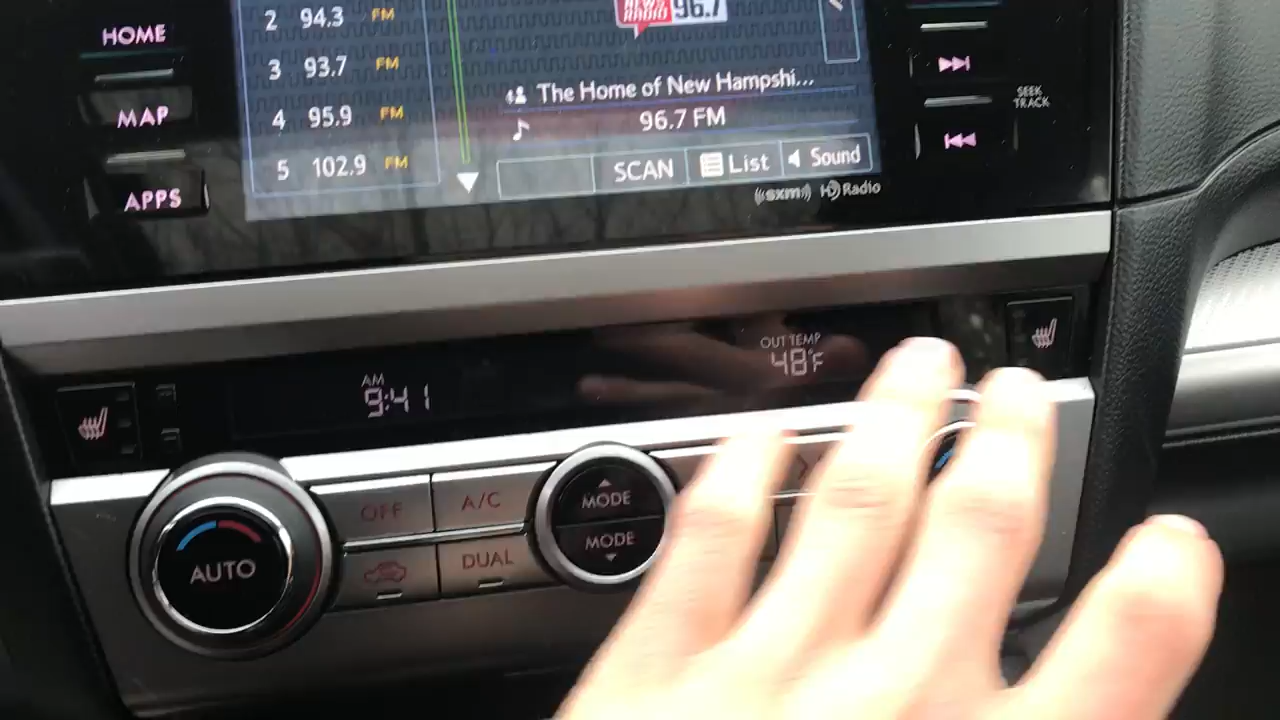 HOME
MAP
APPS
2 94.3 FM
3 93.7 FM
4 95.9 FM
5 102.9 FM
NEWS
RADIO 96.7
The Home of New Hampshi...
96.7 FM
SCAN List Sound
((sxm)) HD Radio
SEEK
TRACK
AM
9:41
OUT TEMP
48°F
AUTO
OFF
A/C
DUAL
MODE
MODE